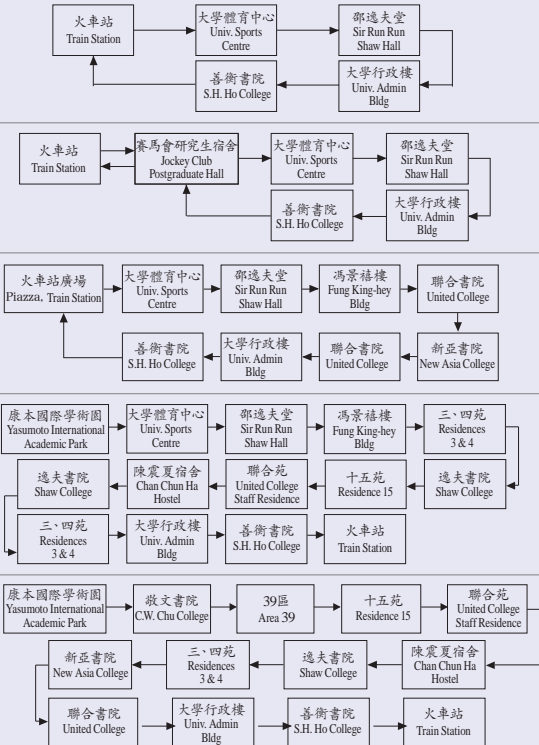 火車站
Train Station
大學體育中心
Univ. Sports
Centre
邵逸夫堂
Sir Run Run
Shaw Hall
大學行政樓
Univ. Admin
Bldg
善衡書院
S.H. Ho College
火車站
Train Station
賽馬會研究生宿舍
Jockey Club
Postgraduate Hall
大學體育中心
Univ. Sports
Centre
邵逸夫堂
Sir Run Run
Shaw Hall
大學行政樓
Univ. Admin
Bldg
善衡書院
S.H. Ho College
火車站廣場
Piazza, Train Station
大學體育中心
Univ. Sports
Centre
邵逸夫堂
Sir Run Run
Shaw Hall
馮景禧樓
Fung King-hey
Bldg
聯合書院
United College
新亞書院
New Asia College
聯合書院
United College
大學行政樓
Univ. Admin
Bldg
善衡書院
S.H. Ho College
康本國際學術園
Yasumoto International
Academic Park
大學體育中心
Univ. Sports
Centre
邵逸夫堂
Sir Run Run
Shaw Hall
馮景禧樓
Fung King-hey
Bldg
三、四苑
Residences
3 & 4
逸夫書院
Shaw College
十五苑
Residence 15
聯合苑
United College
Staff Residence
陳震夏宿舍
Chan Chun Ha
Hostel
逸夫書院
Shaw College
三、四苑
Residences
3 & 4
大學行政樓
Univ. Admin
Bldg
善衡書院
S.H. Ho College
火車站
Train Station
康本國際學術園
Yasumoto International
Academic Park
敬文書院
C.W. Chu College
39區
Area 39
十五苑
Residence 15
聯合苑
United College
Staff Residence
陳震夏宿舍
Chan Chun Ha
Hostel
逸夫書院
Shaw College
三、四苑
Residences
3 & 4
新亞書院
New Asia College
聯合書院
United College
大學行政樓
Univ. Admin
Bldg
善衡書院
S.H. Ho College
火車站
Train Station